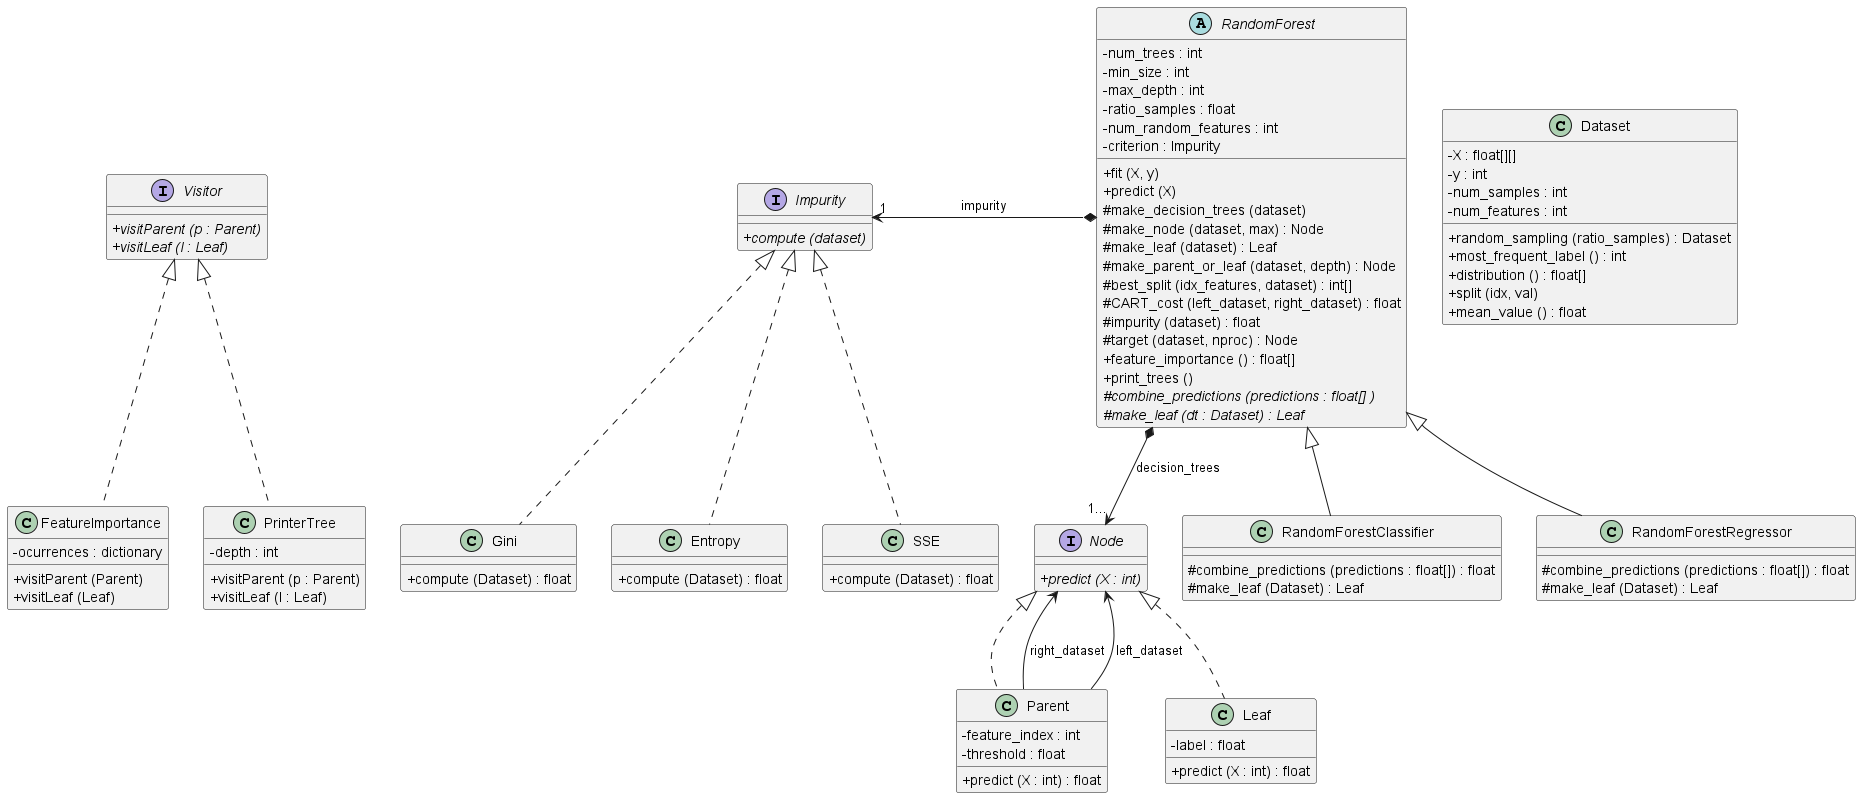 A RandomForest
-num_trees : int
-min_size : int
-max_depth : int
-ratio_samples : float
-num_random_features : int
-criterion : Impurity
+fit (X, y)
+predict (X)
#make_decision_trees (dataset)
#make_node (dataset, max) : Node
#make_leaf (dataset) : Leaf
#make_parent_or_leaf (dataset, depth) : Node
#best_split (idx_features, dataset) : int[]
#CART_cost (left_dataset, right_dataset) : float
#impurity (dataset) : float
#target (dataset, nproc) : Node
+feature_importance () : float[]
+print_trees ()
#combine_predictions (predictions : float[] )
#make_leaf (dt : Dataset) : Leaf
C Dataset
-X : float[][]
-y : int
-num_samples : int
-num_features : int
+random_sampling (ratio_samples) : Dataset
+most_frequent_label () : int
+distribution () : float[]
+split (idx, val)
+mean_value () : float
I Visitor
+visitParent (p : Parent)
+visitLeaf (l : Leaf)
I Impurity
+compute (dataset)
1
impurity
decision_trees
1...
C FeatureImportance
-ocurrences : dictionary
+visitParent (Parent)
+visitLeaf (Leaf)
C PrinterTree
-depth : int
+visitParent (p : Parent)
+visitLeaf (l : Leaf)
C Gini
+compute (Dataset) : float
C Entropy
+compute (Dataset) : float
C SSE
+compute (Dataset) : float
I Node
+predict (X : int)
C RandomForestClassifier
#combine_predictions (predictions : float[]) : float
#make_leaf (Dataset) : Leaf
C RandomForestRegressor
#combine_predictions (predictions : float[]) : float
#make_leaf (Dataset) : Leaf
right_dataset
left_dataset
C Parent
-feature_index : int
-threshold : float
+predict (X : int) : float
C Leaf
-label : float
+predict (X : int) : float